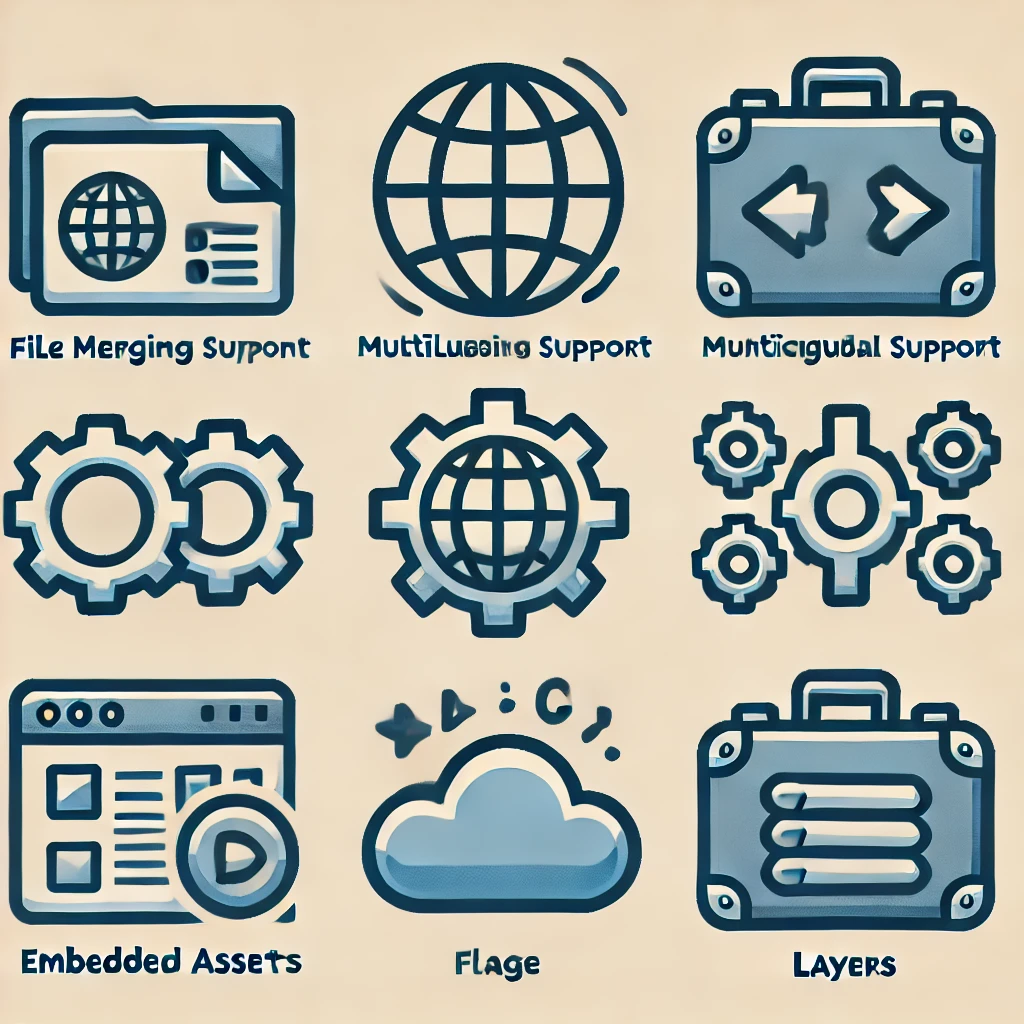 File Merging Support
Support
Support
Embedded Assets
Flage
Layers